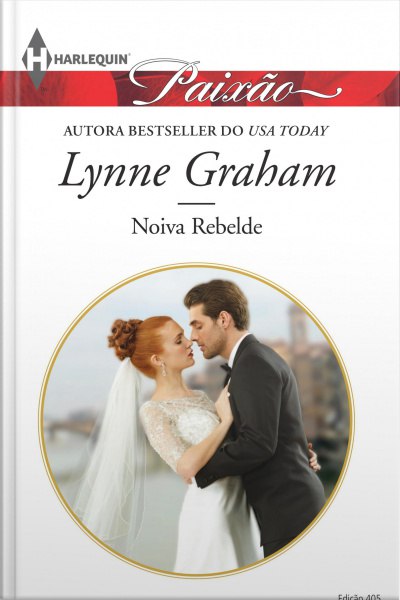 H HARLEQUIN
Paixão
AUTORA BESTSELLER DO USA TODAY
Lynne Graham
Noiva Rebelde
Edição 405